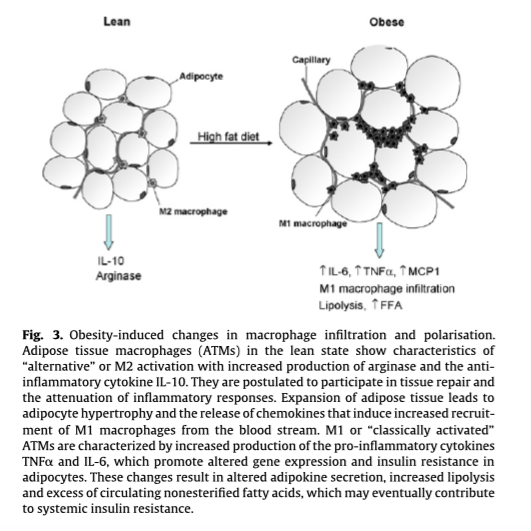 Lean
Obese
Capillary
Adipocyte
High fat diet
M2 macrophage
M1 macrophage
IL-10
Arginase
↑IL-6, ↑TNFα, ↑MCP1
M1 macrophage infiltration
Lipolysis, ↑FFA
Fig. 3. Obesity-induced changes in macrophage infiltration and polarisation.
Adipose tissue macrophages (ATMs) in the lean state show characteristics of
“alternative” or M2 activation with increased production of arginase and the anti-
inflammatory cytokine IL-10. They are postulated to participate in tissue repair and
the attenuation of inflammatory responses. Expansion of adipose tissue leads to
adipocyte hypertrophy and the release of chemokines that induce increased recruit-
ment of M1 macrophages from the blood stream. M1 or “classically activated”
ATMs are characterized by increased production of the pro-inflammatory cytokines
TNFα and IL-6, which promote altered gene expression and insulin resistance in
adipocytes. These changes result in altered adipokine secretion, increased lipolysis
and excess of circulating nonesterified fatty acids, which may eventually contribute
to systemic insulin resistance.